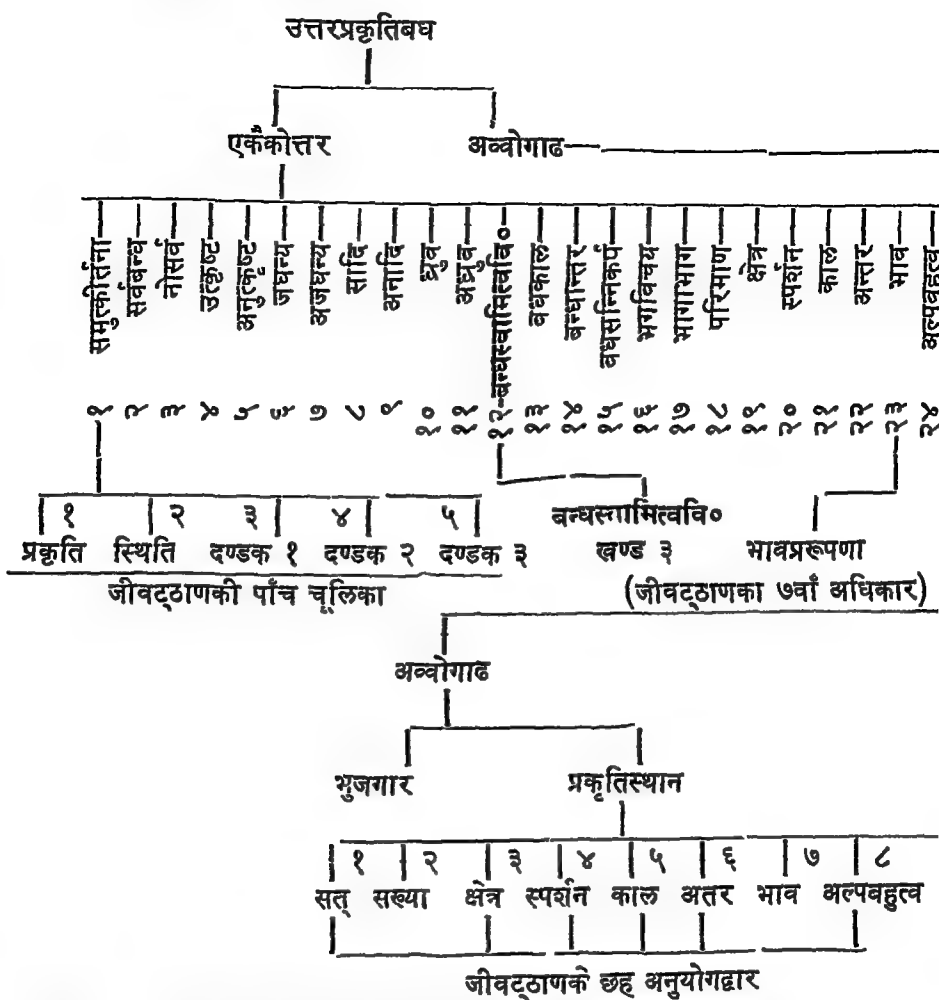 उत्तरप्रकृतिबध
एकैकोत्तर अव्वोगाढ
समुत्कीर्तना
सर्वबन्ध
नोसर्व
उत्कृष्ट
अनुत्कृष्ट
जघन्य
अजघन्य
सादि
अनादि
ध्रुव
अध्रुव
बन्धस्वामित्ववि०
बधकाल
बन्धान्तर
बधसन्निकर्ष
भगविचय
भागाभाग
परिमाण
क्षेत्र
स्पर्शन
काल
अन्तर
भाव
अल्पबहुत्व
१ २ ३ ४ ५ ६ ७ ८ ९ १० ११ १२ १३ १४ १५ १६ १७ १८ १९ २० २१ २२ २३ २४
१ २ ३ ४ ५
प्रकृति स्थिति दण्डक १ दण्डक २ दण्डक ३
जीवट्ठाणकी पाँच चूलिका
बन्धस्वामित्ववि०
खण्ड ३
भावप्ररूपणा
(जीवट्ठाणका ७वाँ अधिकार)
अव्वोगाढ
भुजगार प्रकृतिस्थान
१ २ ३ ४ ५ ६ ७ ८
सत् सख्या क्षेत्र स्पर्शन काल अतर भाव अल्पबहुत्व
जीवट्ठाणके छह अनुयोगद्वार